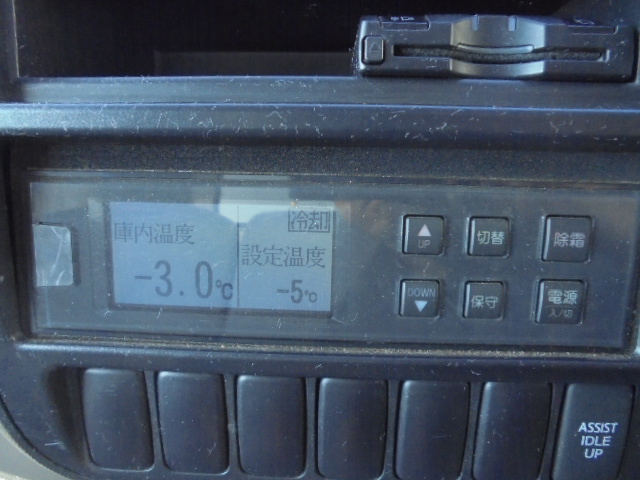 庫内温度
-3.0℃
冷却
設定温度
-5℃
UP
切替
除霜
DOWN
保守
電源
入/切
ASSIST
IDLE
UP